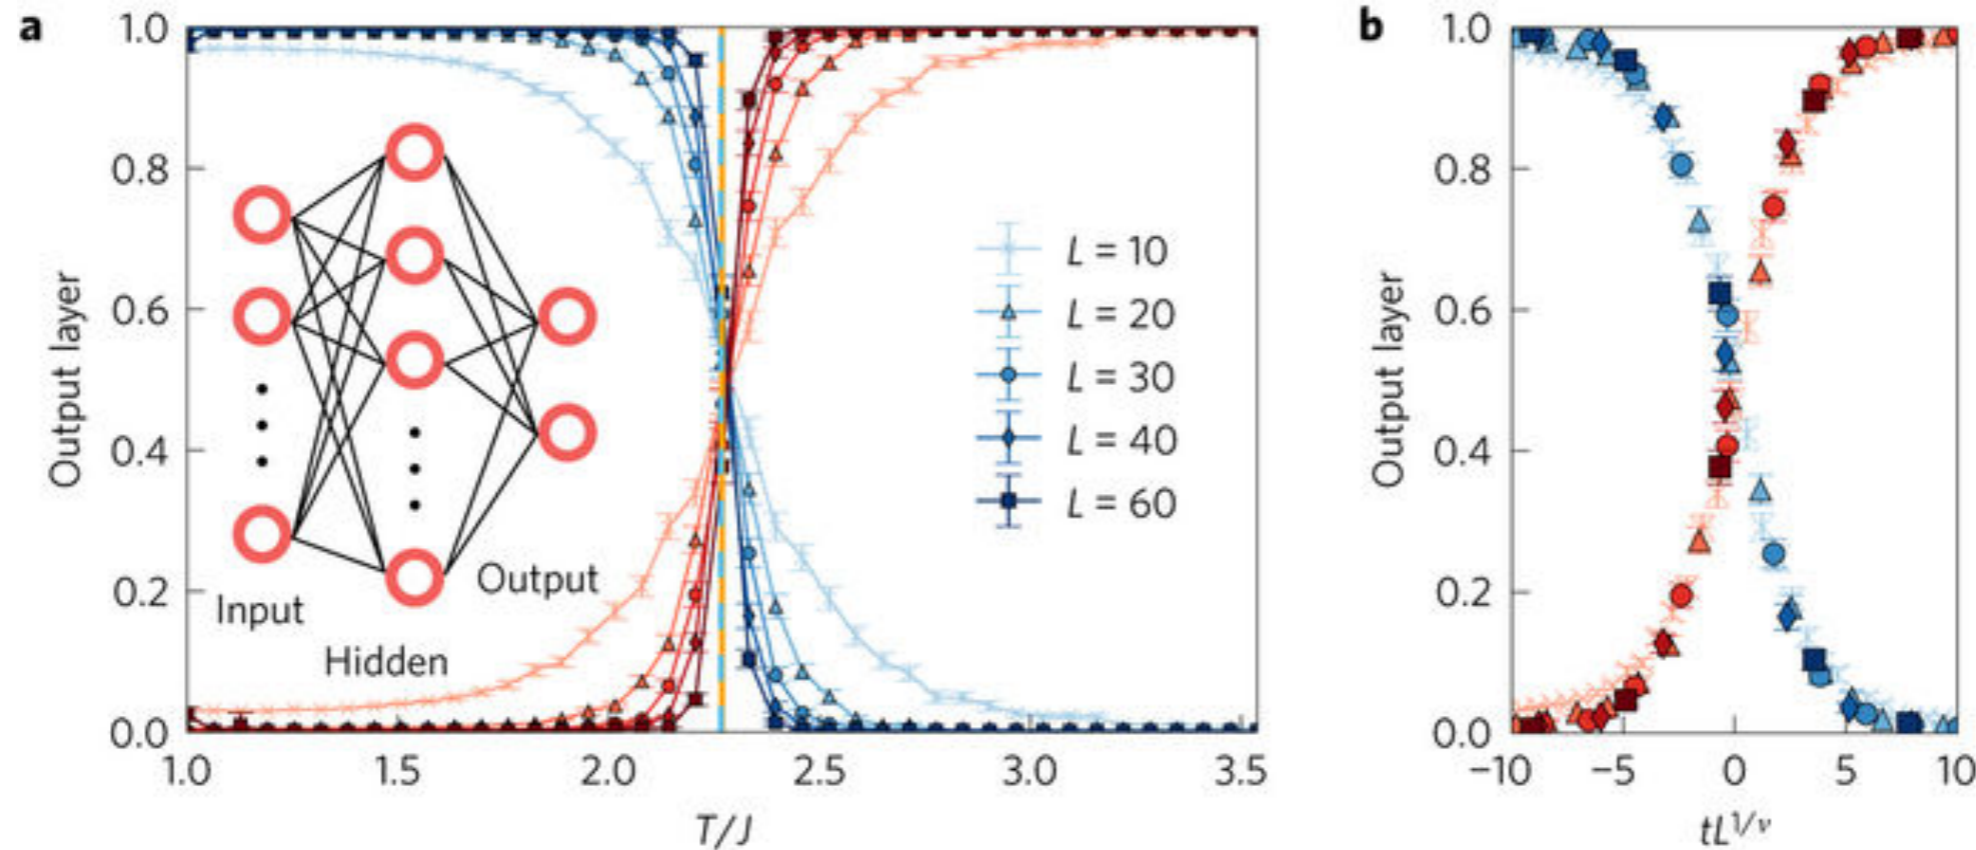 a
Output layer
1.0
0.8
0.6
0.4
0.2
0.0
1.0 1.5 2.0 2.5 3.0 3.5
T/J
Input
Hidden
Output
L = 10
L = 20
L = 30
L = 40
L = 60
b
Output layer
1.0
0.8
0.6
0.4
0.2
0.0
−10 −5 0 5 10
tL^{1/ν}